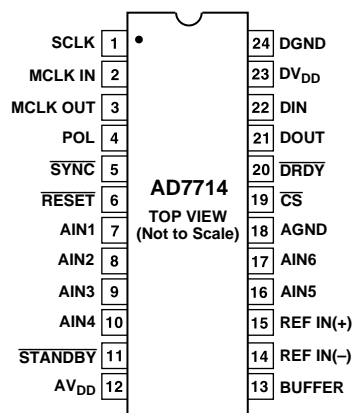 SCLK 1 24 DGND
MCLK IN 2 23 DVDD
MCLK OUT 3 22 DIN
POL 4 21 DOUT
SYNC 5 20 DRDY
RESET 6 19 CS
AD7714
TOP VIEW
(Not to Scale)
AIN1 7 18 AGND
AIN2 8 17 AIN6
AIN3 9 16 AIN5
AIN4 10 15 REF IN(+)
STANDBY 11 14 REF IN(–)
AVDD 12 13 BUFFER